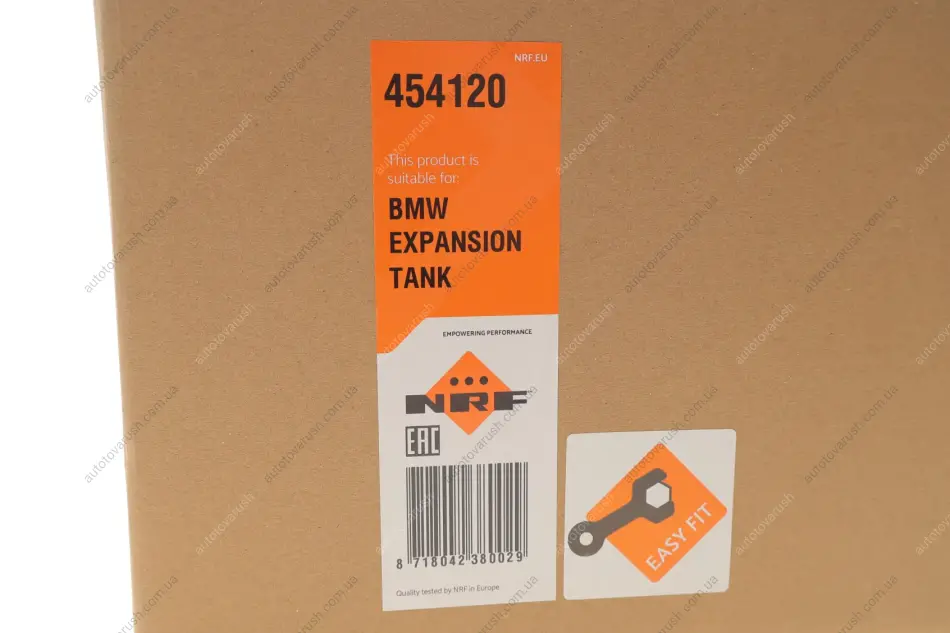 NRF.EU
454120
This product is
suitable for:
BMW
EXPANSION
TANK
EMPOWERING PERFORMANCE
NRF
EAC
8 718042 380029
Quality tested by NRF in Europe
EASY FIT
autotovarush.com.ua